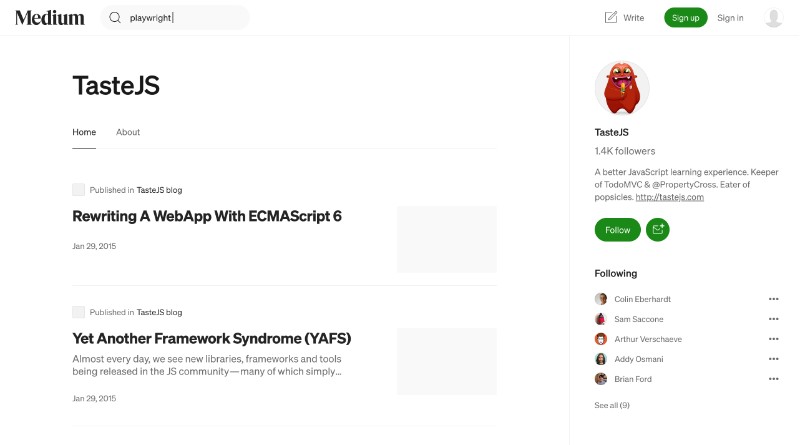 Medium
playwright
Write
Sign up
Sign in
TasteJS
Home
About
Published in TasteJS blog
Rewriting A WebApp With ECMAScript 6
Jan 29, 2015
Published in TasteJS blog
Yet Another Framework Syndrome (YAFS)
Almost every day, we see new libraries, frameworks and tools
being released in the JS community—many of which simply...
Jan 29, 2015
TasteJS
1.4K followers
A better JavaScript learning experience. Keeper
of TodoMVC & @PropertyCross. Eater of
popsicles. http://tastejs.com
Follow
Following
Colin Eberhardt
Sam Saccone
Arthur Verschaeve
Addy Osmani
Brian Ford
See all (9)